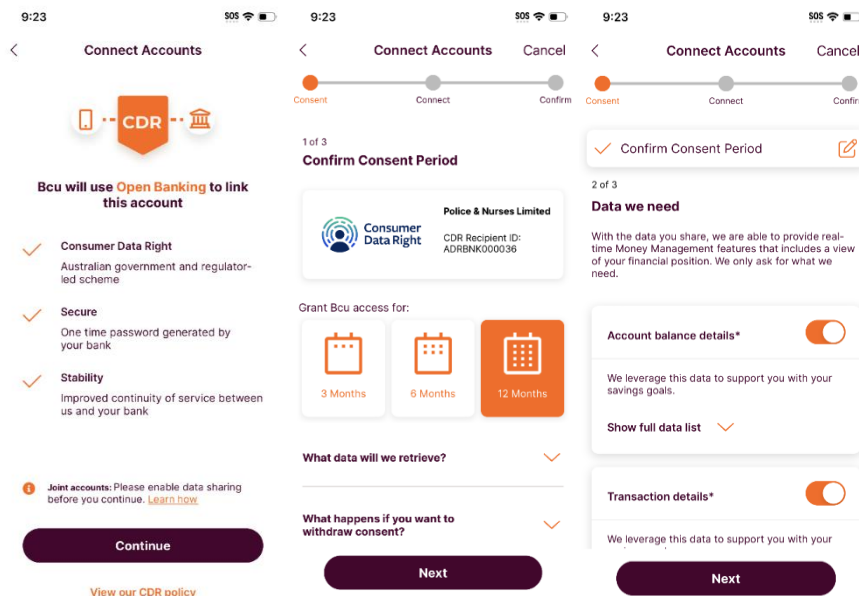 9:23
SOS
Connect Accounts
CDR
Bcu will use Open Banking to link
this account
Consumer Data Right
Australian government and regulator-
led scheme
Secure
One time password generated by
your bank
Stability
Improved continuity of service between
us and your bank
Joint accounts: Please enable data sharing
before you continue. Learn how
Continue
View our CDR policy
9:23
SOS
Connect Accounts
Cancel
Consent
Connect
Confirm
1 of 3
Confirm Consent Period
Consumer
Data Right
Police & Nurses Limited
CDR Recipient ID:
ADRBNK000036
Grant Bcu access for:
3 Months
6 Months
12 Months
What data will we retrieve?
What happens if you want to
withdraw consent?
Next
9:23
SOS
Connect Accounts
Cancel
Consent
Connect
Confirm
Confirm Consent Period
2 of 3
Data we need
With the data you share, we are able to provide real-
time Money Management features that includes a view
of your financial position. We only ask for what we
need.
Account balance details*
We leverage this data to support you with your
savings goals.
Show full data list
Transaction details*
We leverage this data to support you with your
Next